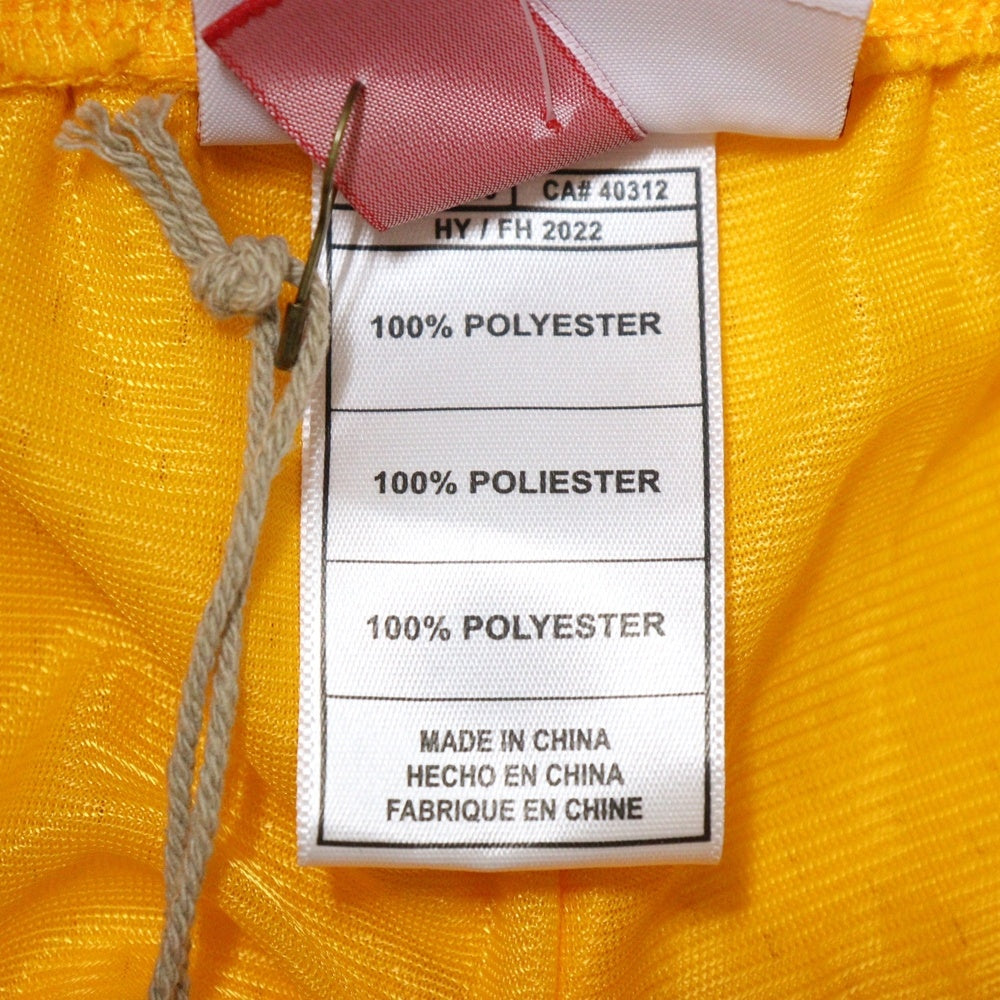 CA# 40312
HY / FH 2022
100% POLYESTER
100% POLIESTER
100% POLYESTER
MADE IN CHINA
HECHO EN CHINA
FABRIQUE EN CHINE